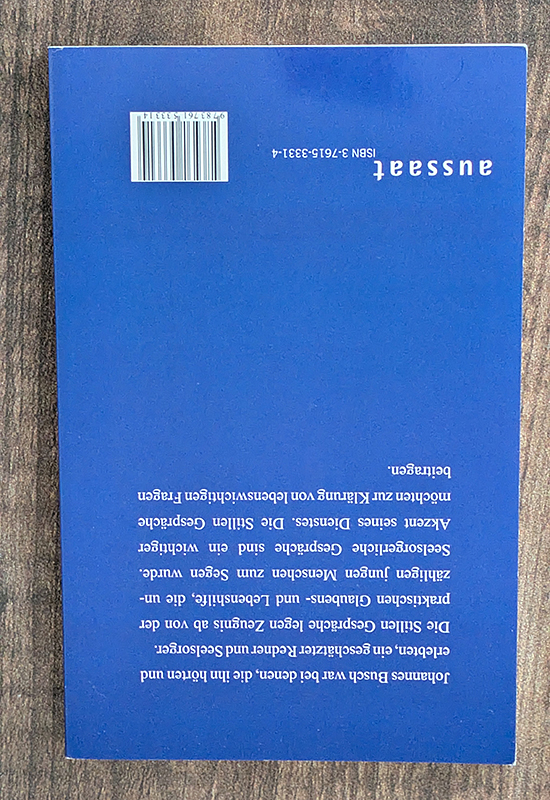 Johannes Busch war bei denen, die ihn hörten und
erlebten, ein geschätzter Redner und Seelsorger.
Die Stillen Gespräche legen Zeugnis ab von der
praktischen Glaubens- und Lebenshilfe, die un-
zähligen jungen Menschen zum Segen wurde.
Seelsorgerliche Gespräche sind ein wichtiger
Akzent seines Dienstes. Die Stillen Gespräche
möchten zur Klärung von lebenswichtigen Fragen
beitragen.
aussaat
ISBN 3-7615-3331-4
9 783761 533314